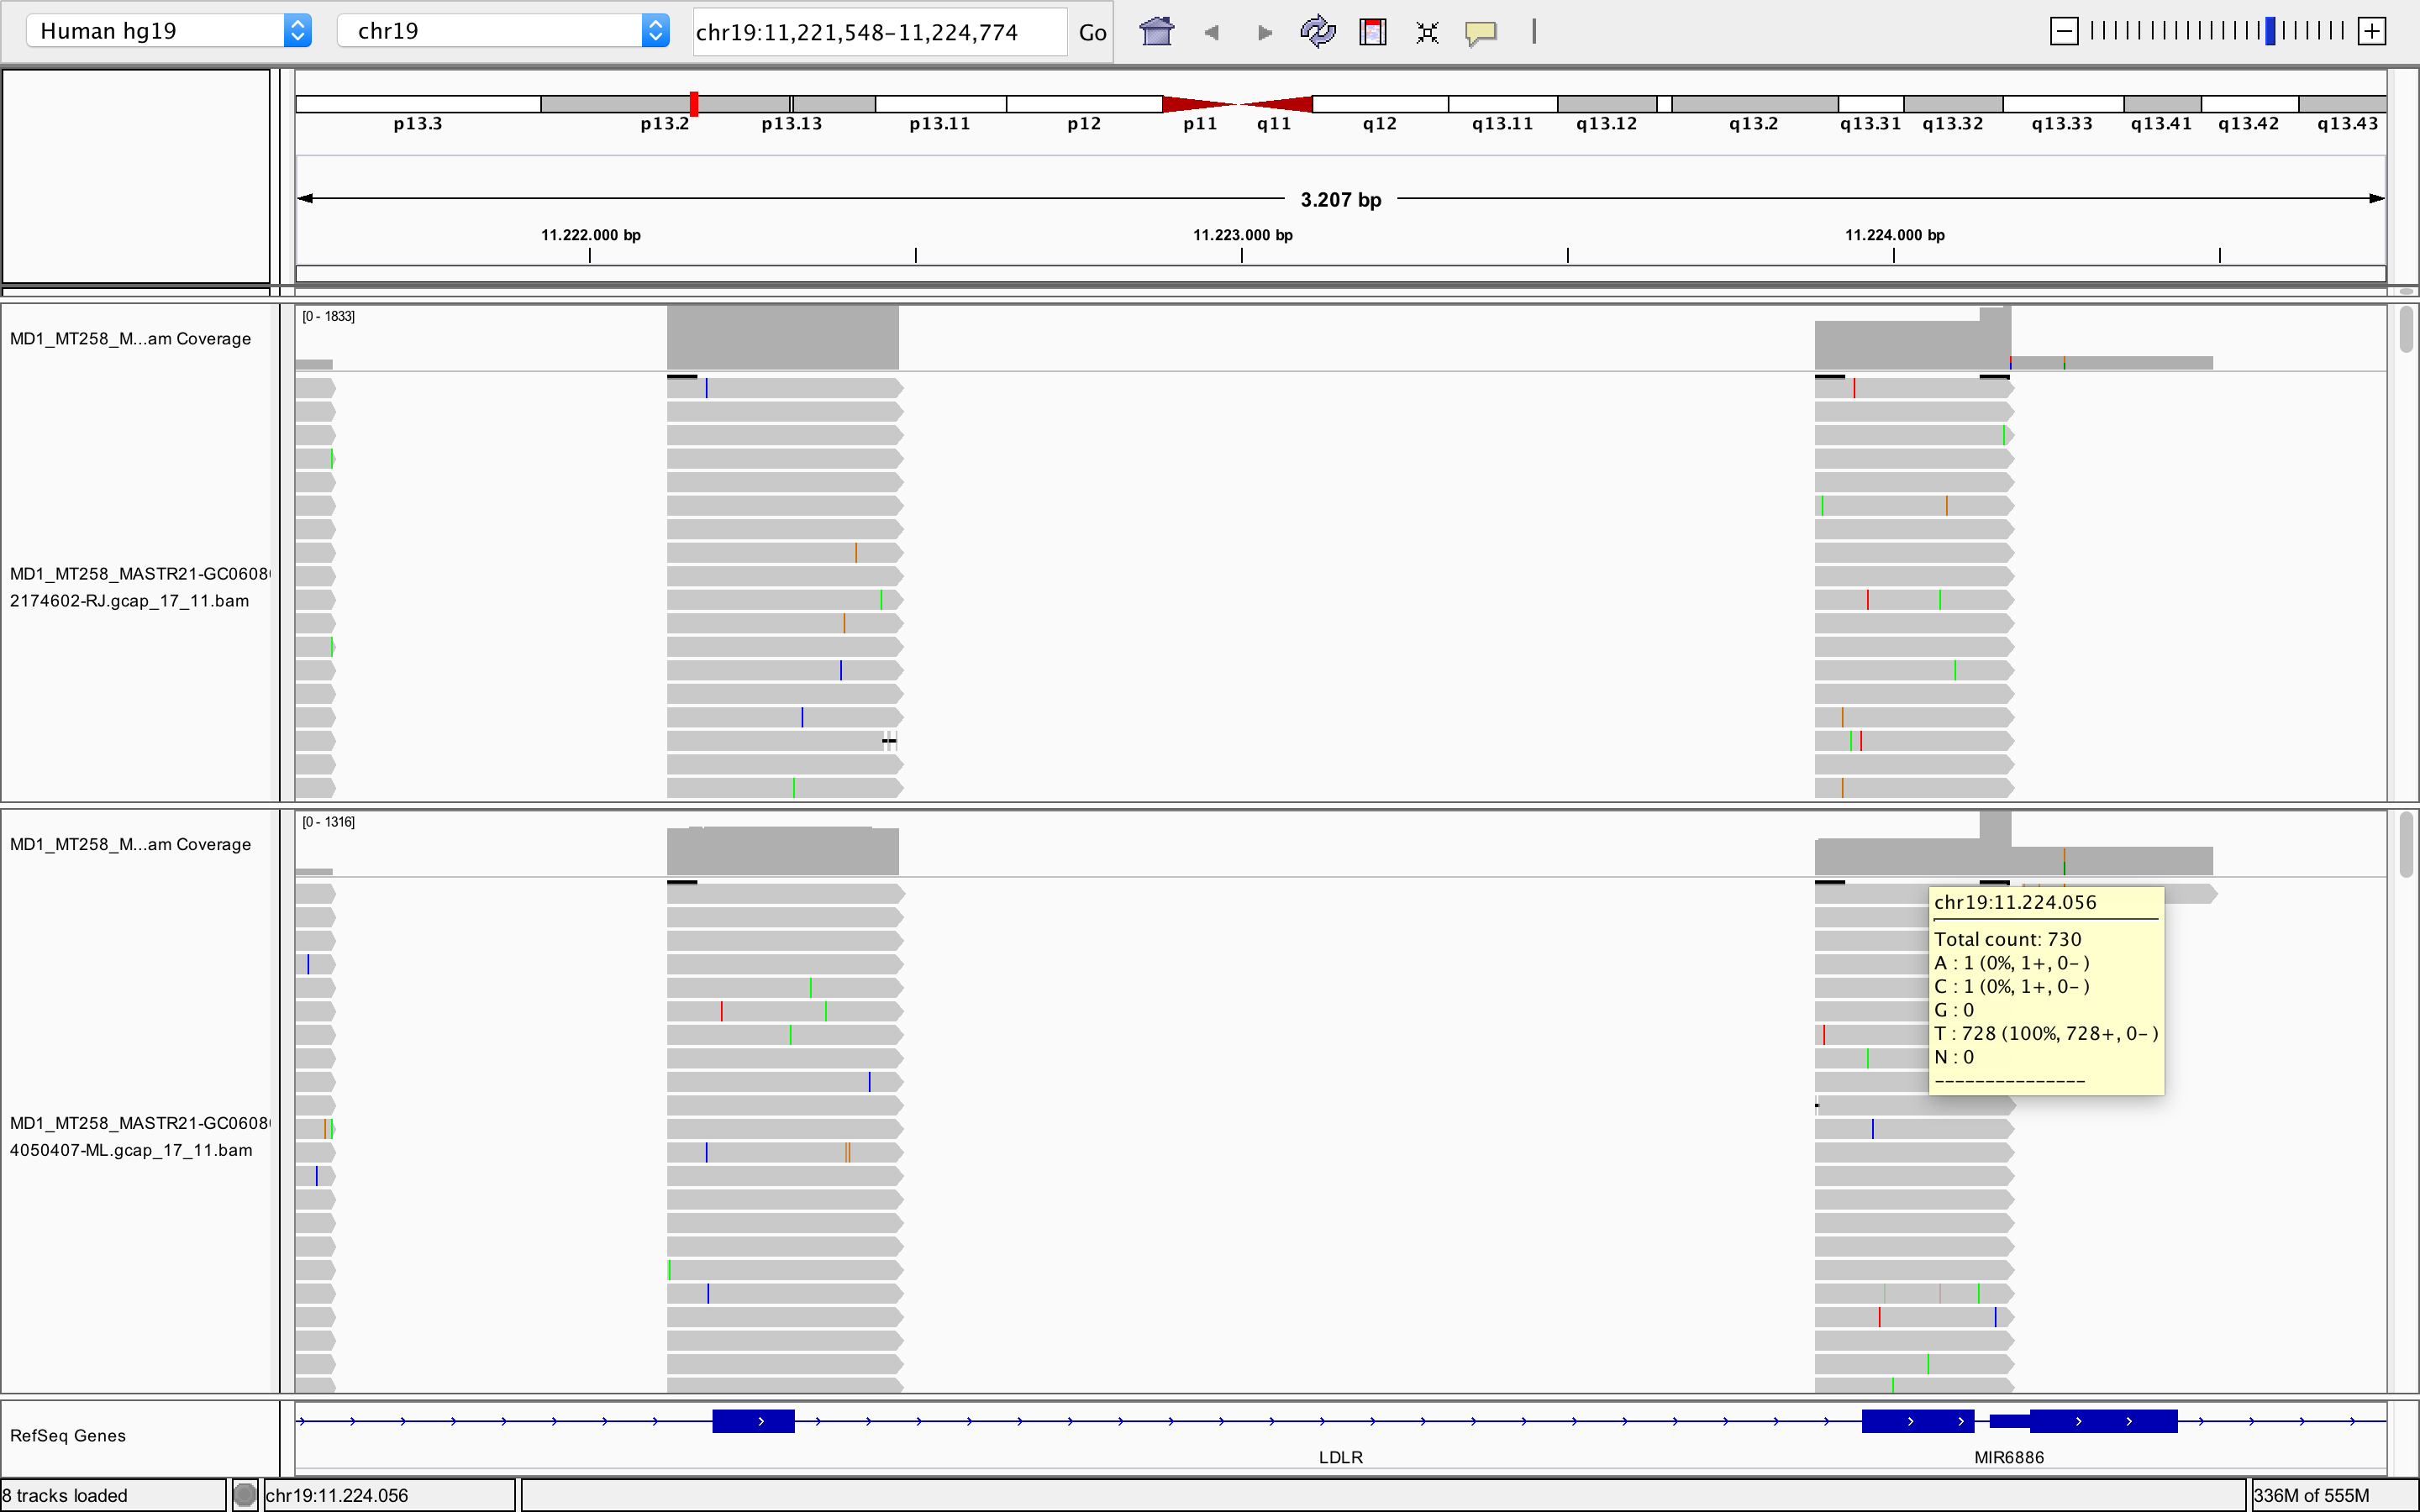 Human hg19 chr19 chr19:11,221,548-11,224,774 Go
p13.3 p13.2 p13.13 p13.11 p12 p11 q11 q12 q13.11 q13.12 q13.2 q13.31 q13.32 q13.33 q13.41 q13.42 q13.43
3.207 bp
11.222.000 bp 11.223.000 bp 11.224.000 bp
[0 - 1833]
MD1_MT258_M...am Coverage
MD1_MT258_MASTR21-GC0608
2174602-RJ.gcap_17_11.bam
[0 - 1316]
MD1_MT258_M...am Coverage
chr19:11.224.056
Total count: 730
A : 1 (0%, 1+, 0- )
C : 1 (0%, 1+, 0- )
G : 0
T : 728 (100%, 728+, 0- )
N : 0
---------------
MD1_MT258_MASTR21-GC0608
4050407-ML.gcap_17_11.bam
RefSeq Genes
LDLR MIR6886
8 tracks loaded chr19:11.224.056 336M of 555M